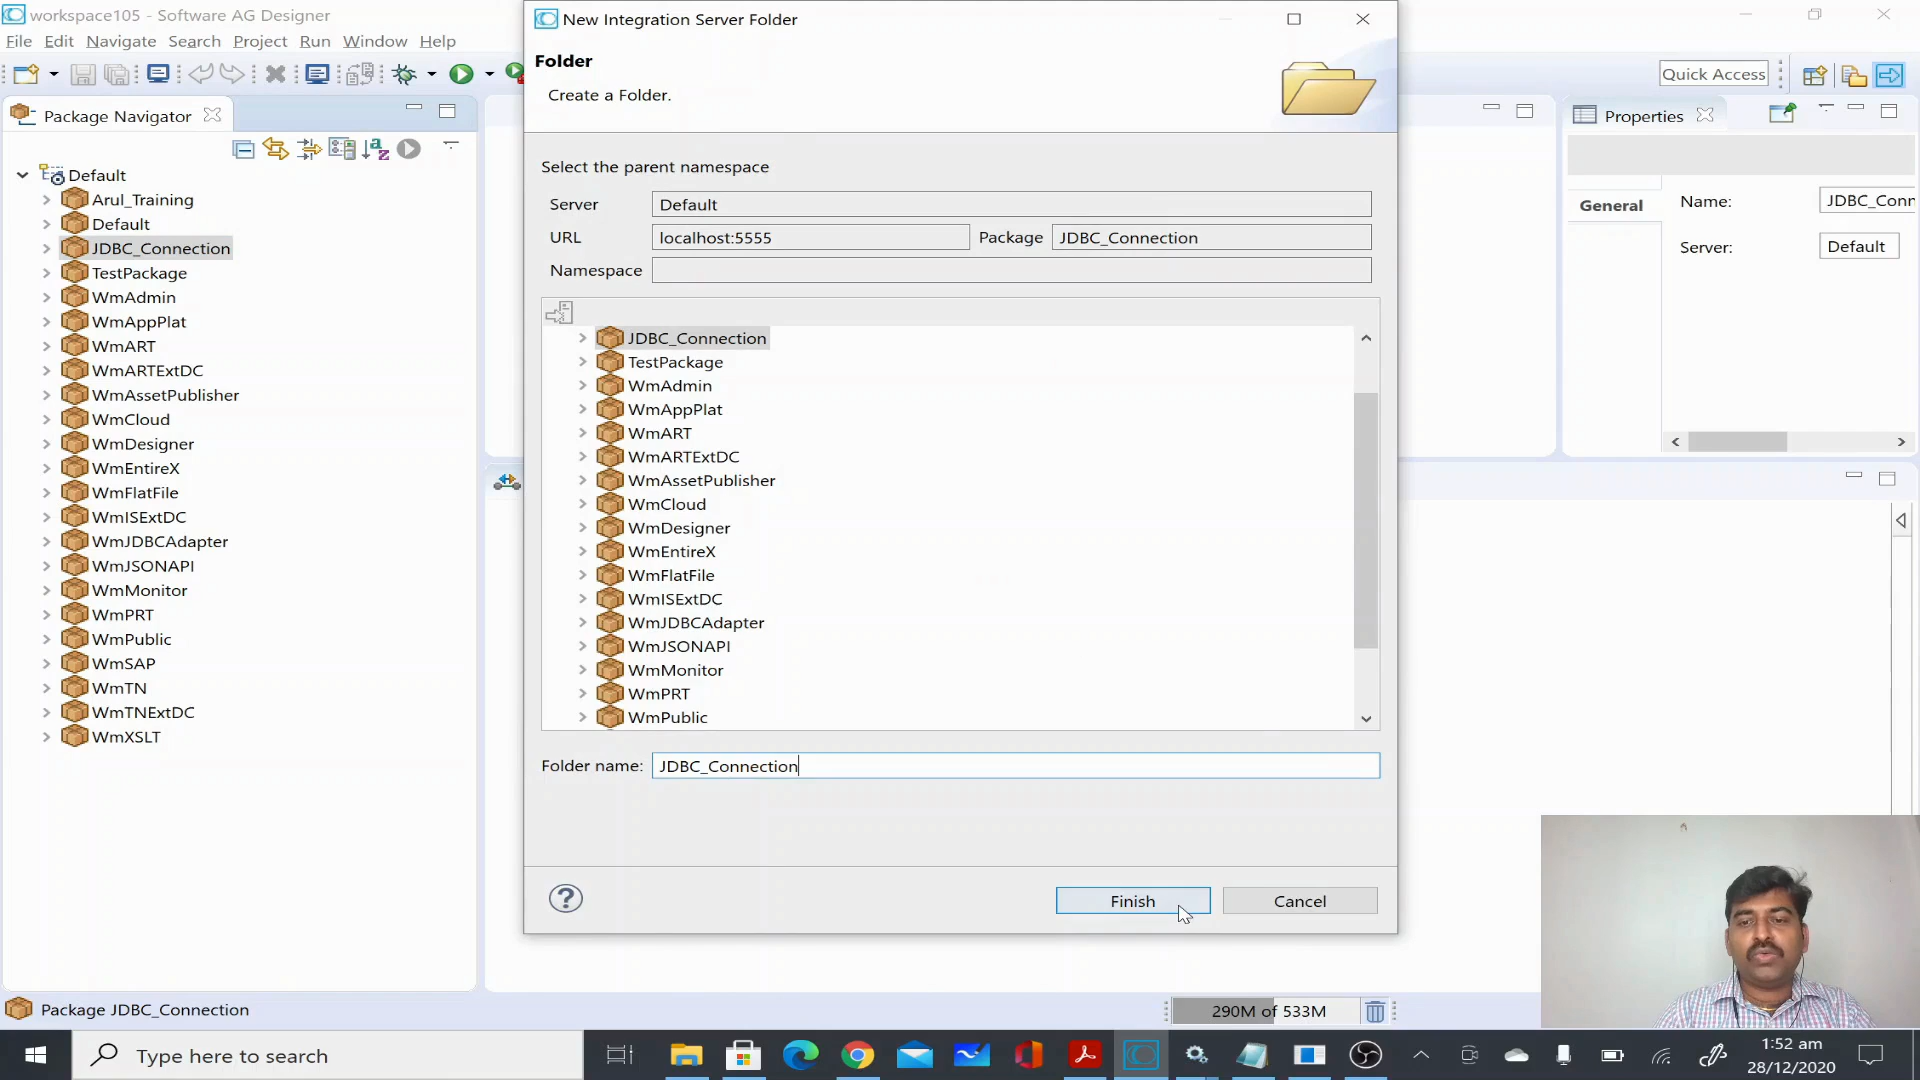 workspace105 - Software AG Designer
File Edit Navigate Search Project Run Window Help
Quick Access
Package Navigator
Default
Arul_Training
Default
JDBC_Connection
TestPackage
WmAdmin
WmAppPlat
WmART
WmARTExtDC
WmAssetPublisher
WmCloud
WmDesigner
WmEntireX
WmFlatFile
WmISExtDC
WmJDBCAdapter
WmJSONAPI
WmMonitor
WmPRT
WmPublic
WmSAP
WmTN
WmTNExtDC
WmXSLT
New Integration Server Folder
Folder
Create a Folder.
Select the parent namespace
Server Default
URL localhost:5555 Package JDBC_Connection
Namespace
JDBC_Connection
TestPackage
WmAdmin
WmAppPlat
WmART
WmARTExtDC
WmAssetPublisher
WmCloud
WmDesigner
WmEntireX
WmFlatFile
WmISExtDC
WmJDBCAdapter
WmJSONAPI
WmMonitor
WmPRT
WmPublic
Folder name: JDBC_Connection
Finish Cancel
Properties
General
Name: JDBC_Conn
Server: Default
Package JDBC_Connection
290M of 533M
Type here to search
1:52 am
28/12/2020